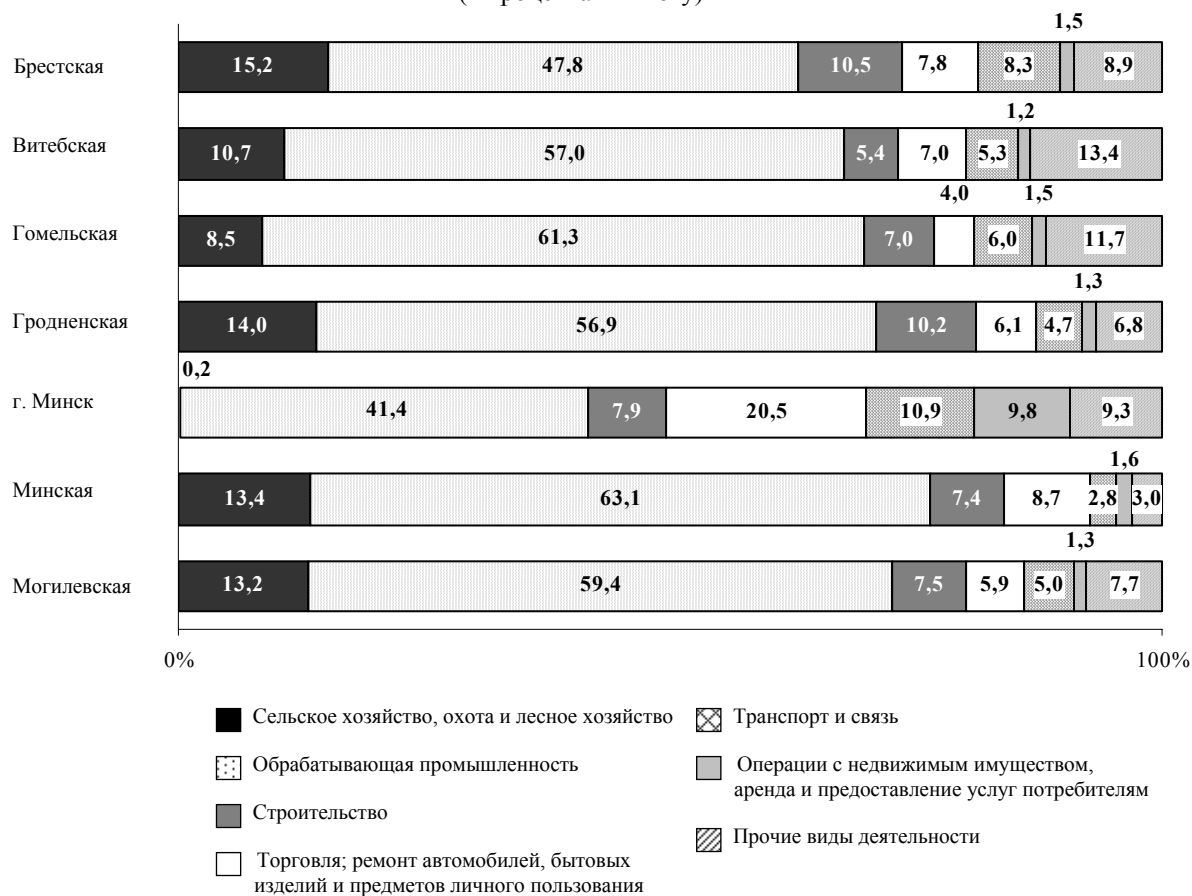 1,5
Брестская 15,2 47,8 10,5 7,8 8,3 8,9
1,2
Витебская 10,7 57,0 5,4 7,0 5,3 13,4
4,0 1,5
Гомельская 8,5 61,3 7,0 6,0 11,7
1,3
Гродненская 14,0 56,9 10,2 6,1 4,7 6,8
0,2
г. Минск 41,4 7,9 20,5 10,9 9,8 9,3
1,6
Минская 13,4 63,1 7,4 8,7 2,8 3,0
1,3
Могилевская 13,2 59,4 7,5 5,9 5,0 7,7
0% 100%
Сельское хозяйство, охота и лесное хозяйство
Обрабатывающая промышленность
Строительство
Торговля; ремонт автомобилей, бытовых
изделий и предметов личного пользования
Транспорт и связь
Операции с недвижимым имуществом,
аренда и предоставление услуг потребителям
Прочие виды деятельности